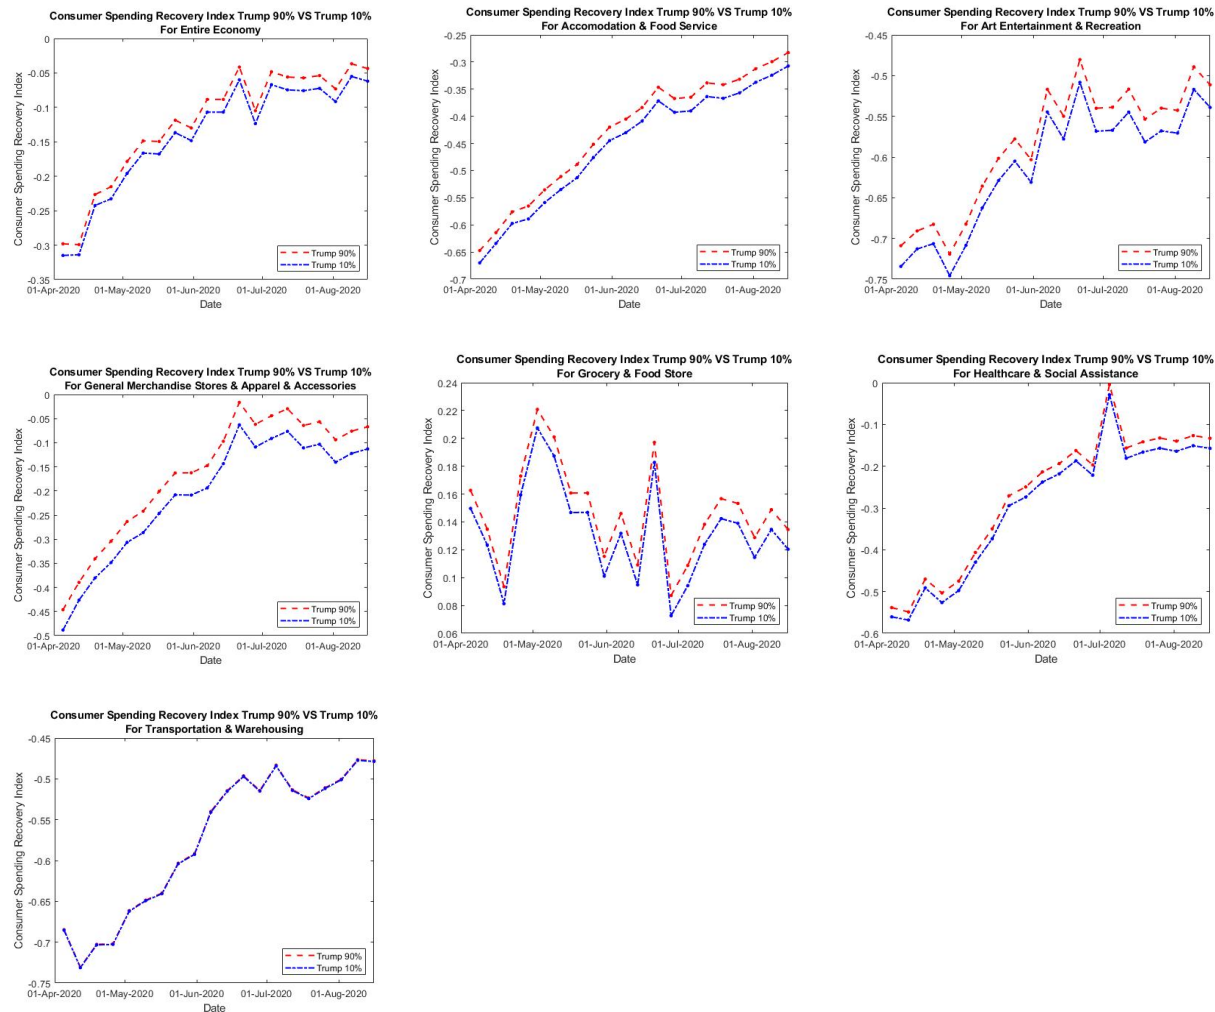 Consumer Spending Recovery Index Trump 90% VS Trump 10%
For Entire Economy
Consumer Spending Recovery Index
0
-0.05
-0.1
-0.15
-0.2
-0.25
-0.3
-0.35
Trump 90%
Trump 10%
01-Apr-2020 01-May-2020 01-Jun-2020 01-Jul-2020 01-Aug-2020
Date
Consumer Spending Recovery Index Trump 90% VS Trump 10%
For Accomodation & Food Service
Consumer Spending Recovery Index
-0.25
-0.3
-0.35
-0.4
-0.45
-0.5
-0.55
-0.6
-0.65
-0.7
Trump 90%
Trump 10%
01-Apr-2020 01-May-2020 01-Jun-2020 01-Jul-2020 01-Aug-2020
Date
Consumer Spending Recovery Index Trump 90% VS Trump 10%
For Art Entertainment & Recreation
Consumer Spending Recovery Index
-0.45
-0.5
-0.55
-0.6
-0.65
-0.7
-0.75
Trump 90%
Trump 10%
01-Apr-2020 01-May-2020 01-Jun-2020 01-Jul-2020 01-Aug-2020
Date
Consumer Spending Recovery Index Trump 90% VS Trump 10%
For General Merchandise Stores & Apparel & Accessories
Consumer Spending Recovery Index
0
-0.05
-0.1
-0.15
-0.2
-0.25
-0.3
-0.35
-0.4
-0.45
-0.5
Trump 90%
Trump 10%
01-Apr-2020 01-May-2020 01-Jun-2020 01-Jul-2020 01-Aug-2020
Date
Consumer Spending Recovery Index Trump 90% VS Trump 10%
For Grocery & Food Store
Consumer Spending Recovery Index
0.24
0.22
0.2
0.18
0.16
0.14
0.12
0.1
0.08
0.06
Trump 90%
Trump 10%
01-Apr-2020 01-May-2020 01-Jun-2020 01-Jul-2020 01-Aug-2020
Date
Consumer Spending Recovery Index Trump 90% VS Trump 10%
For Healthcare & Social Assistance
Consumer Spending Recovery Index
0
-0.1
-0.2
-0.3
-0.4
-0.5
-0.6
Trump 90%
Trump 10%
01-Apr-2020 01-May-2020 01-Jun-2020 01-Jul-2020 01-Aug-2020
Date
Consumer Spending Recovery Index Trump 90% VS Trump 10%
For Transportation & Warehousing
Consumer Spending Recovery Index
-0.45
-0.5
-0.55
-0.6
-0.65
-0.7
-0.75
Trump 90%
Trump 10%
01-Apr-2020 01-May-2020 01-Jun-2020 01-Jul-2020 01-Aug-2020
Date